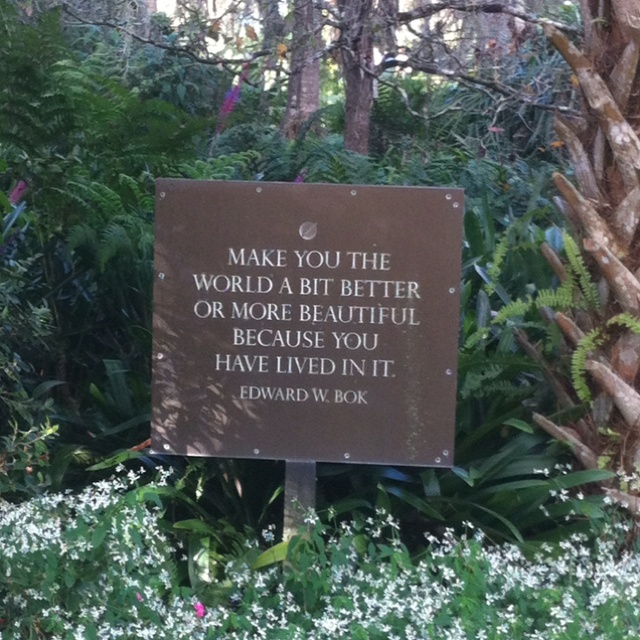 MAKE YOU THE
WORLD A BIT BETTER
OR MORE BEAUTIFUL
BECAUSE YOU
HAVE LIVED IN IT.
EDWARD W. BOK